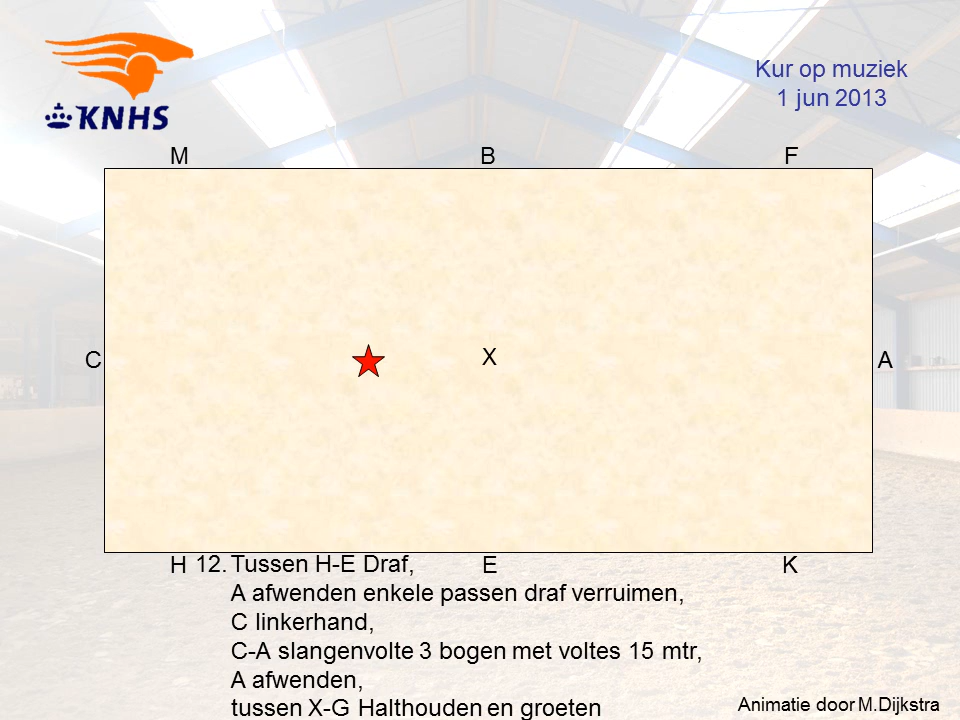 KNHS
Kur op muziek
1 jun 2013
M B F
C X A
H E K
12. Tussen H-E Draf,
A afwenden enkele passen draf verruimen,
C linkerhand,
C-A slangenvolte 3 bogen met voltes 15 mtr,
A afwenden,
tussen X-G Halthouden en groeten
Animatie door M.Dijkstra